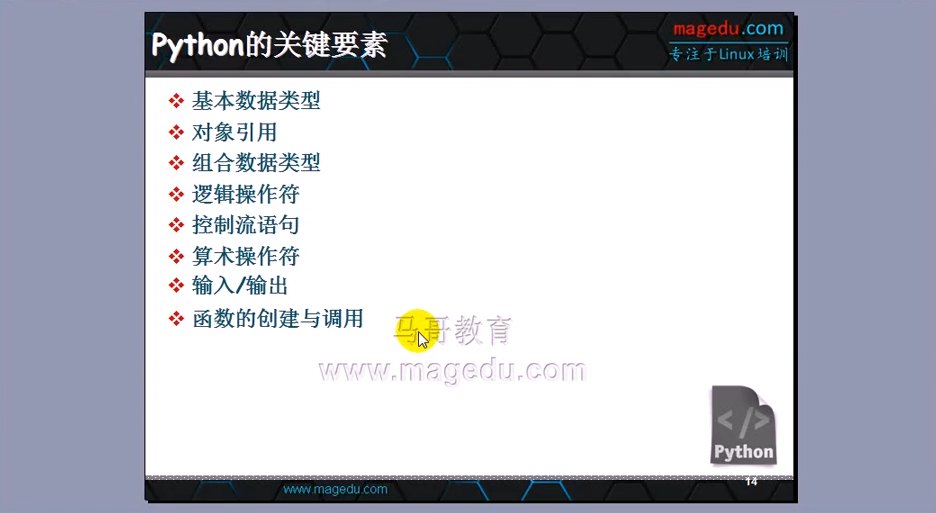 Python的关键要素
magedu.com
专注于Linux培训
基本数据类型
对象引用
组合数据类型
逻辑操作符
控制流语句
算术操作符
输入/输出
函数的创建与调用
马哥教育
www.magedu.com
</>
Python
www.magedu.com
14